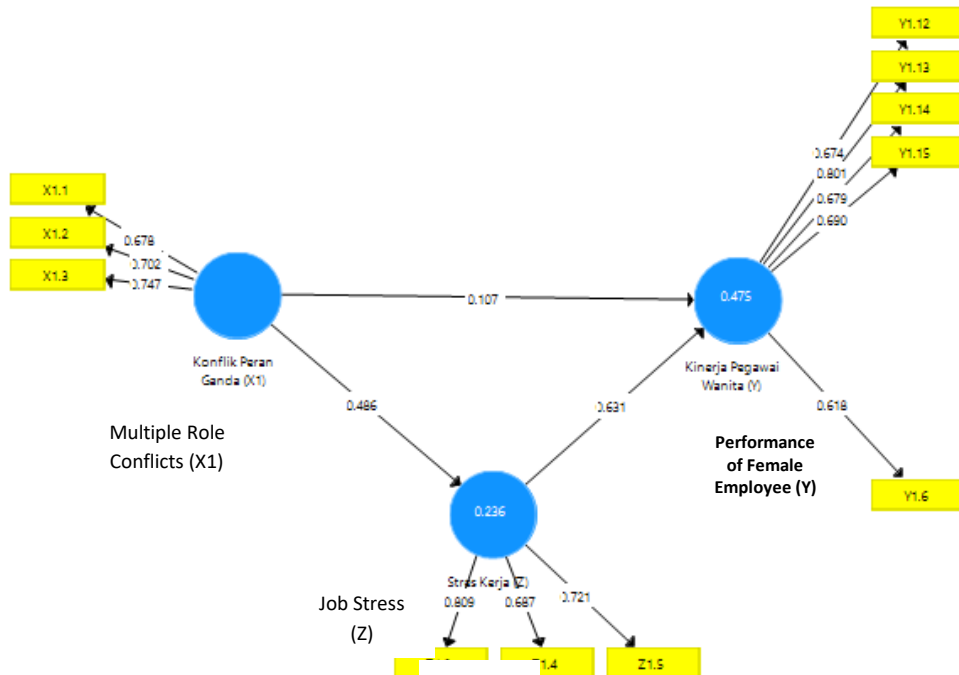 Y1.12
Y1.13
Y1.14
Y1.15
0.674
0.801
0.679
0.690
X1.1
X1.2
X1.3
0.678
0.702
0.747
0.107
0.475
Konflik Peran
Ganda (X1)
Kinerja Pegawai
Wanita (Y)
0.486
0.631
0.618
Multiple Role
Conflicts (X1)
Performance
of Female
Employee (Y)
Y1.6
0.236
Stres Kerja (Z)
Job Stress
(Z)
0.809
0.687
0.721
Z1.5